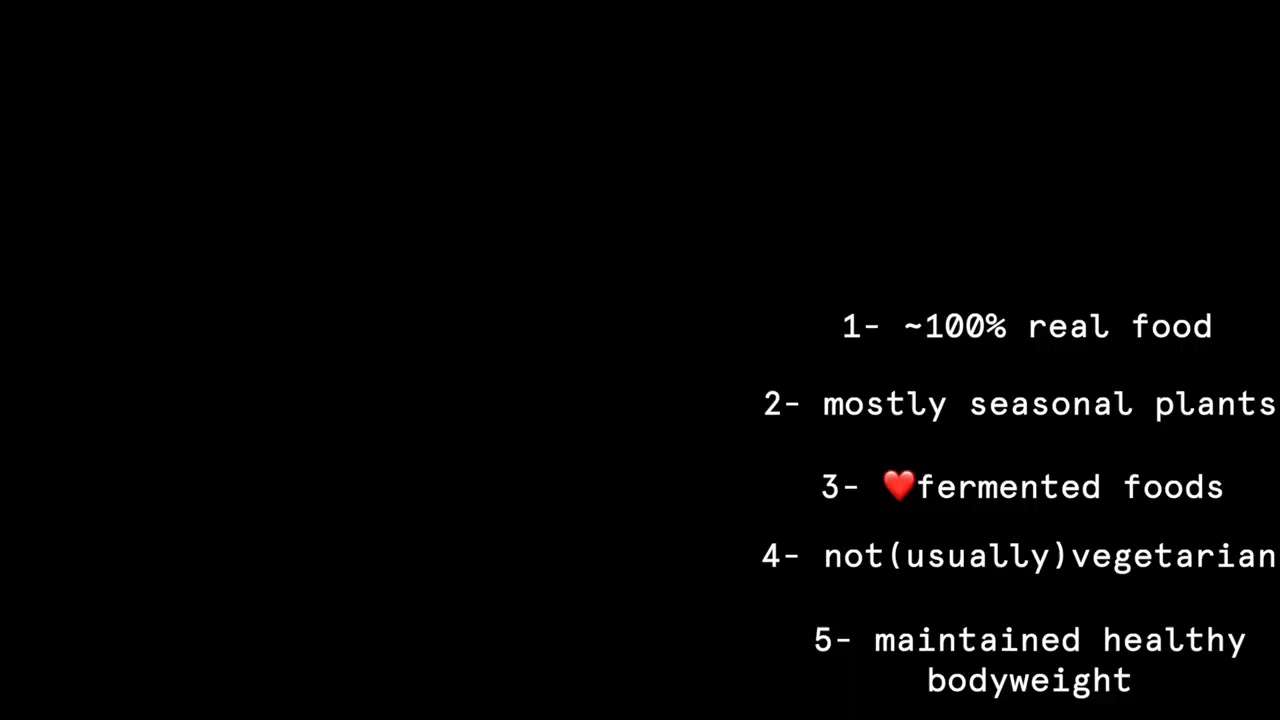 1- ~100% real food
2- mostly seasonal plants
3- ❤️fermented foods
4- not(usually)vegetarian
5- maintained healthy
bodyweight